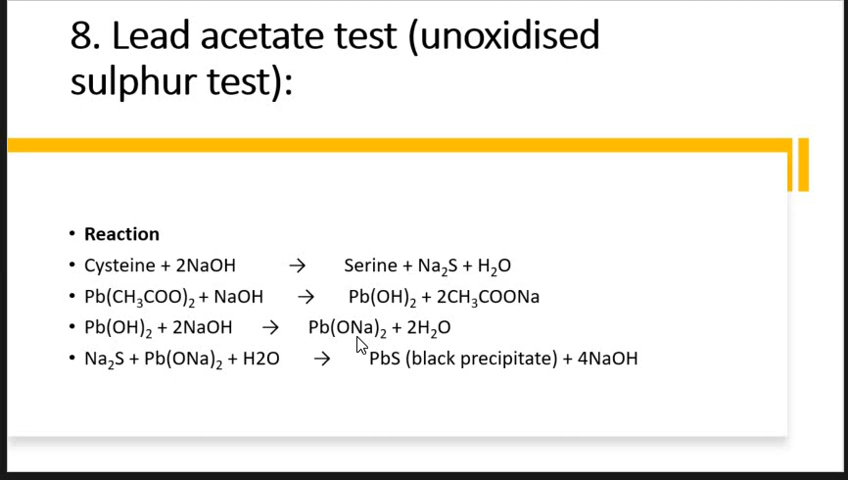 8. Lead acetate test (unoxidised
sulphur test):
• Reaction
• Cysteine + 2NaOH → Serine + Na₂S + H₂O
• Pb(CH₃COO)₂ + NaOH → Pb(OH)₂ + 2CH₃COONa
• Pb(OH)₂ + 2NaOH → Pb(ONa)₂ + 2H₂O
• Na₂S + Pb(ONa)₂ + H2O → PbS (black precipitate) + 4NaOH